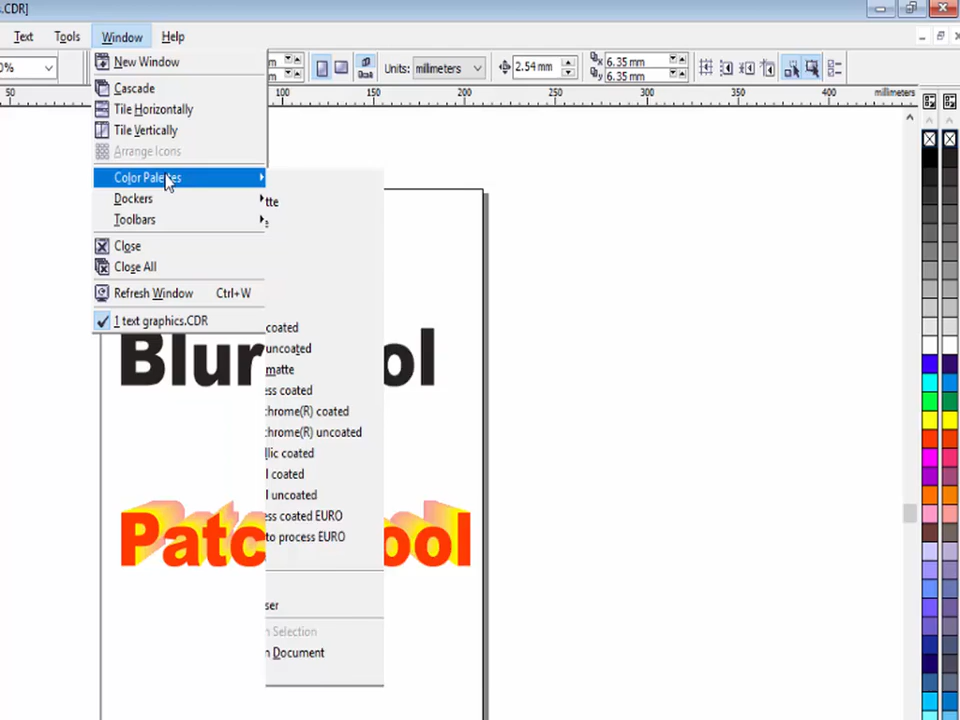 s.CDR]
Text Tools Window Help
0% Units: millimeters 2.54 mm 6.35 mm
6.35 mm
50 100 150 200 250 300 350 400 millimeters
New Window
Cascade
Tile Horizontally
Tile Vertically
Arrange Icons
Color Palettes
Dockers
Toolbars
Close
Close All
Refresh Window Ctrl+W
1 text graphics.CDR
tte
e
coated
uncoated
matte
ess coated
chrome(R) coated
chrome(R) uncoated
llic coated
l coated
l uncoated
ess coated EURO
to process EURO
ser
n Selection
n Document
Blur ool
Patc ool